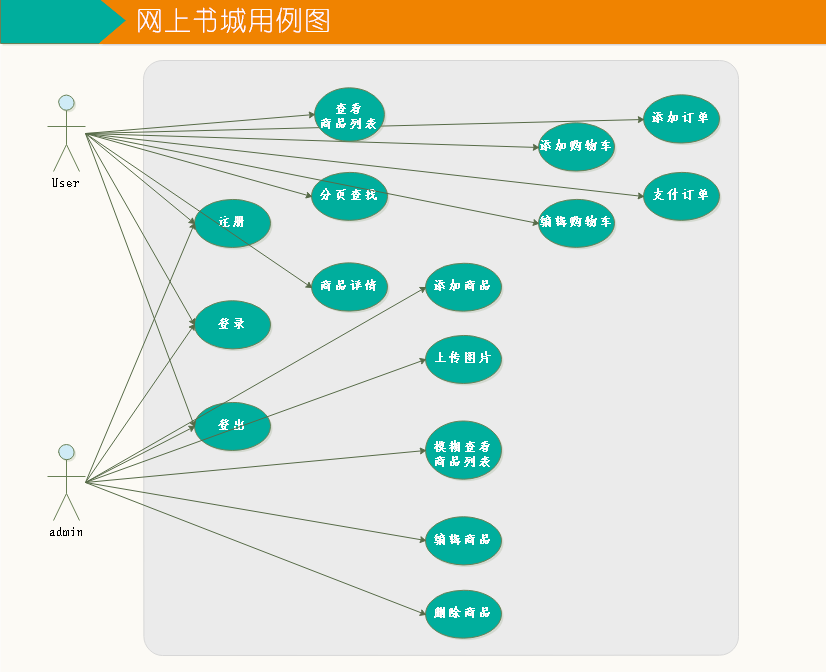 网上书城用例图
查看
商品列表
添加订单
添加购物车
User
分页查找
支付订单
注册
编辑购物车
商品详情
添加商品
登录
上传图片
登出
模糊查看
商品列表
admin
编辑商品
删除商品